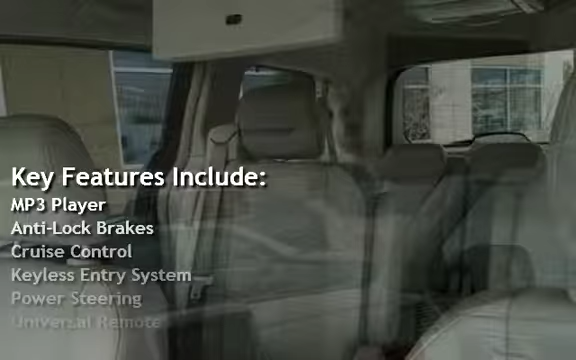 Key Features Include:
MP3 Player
Anti-Lock Brakes
Cruise Control
Keyless Entry System
Power Steering
Universal Remote